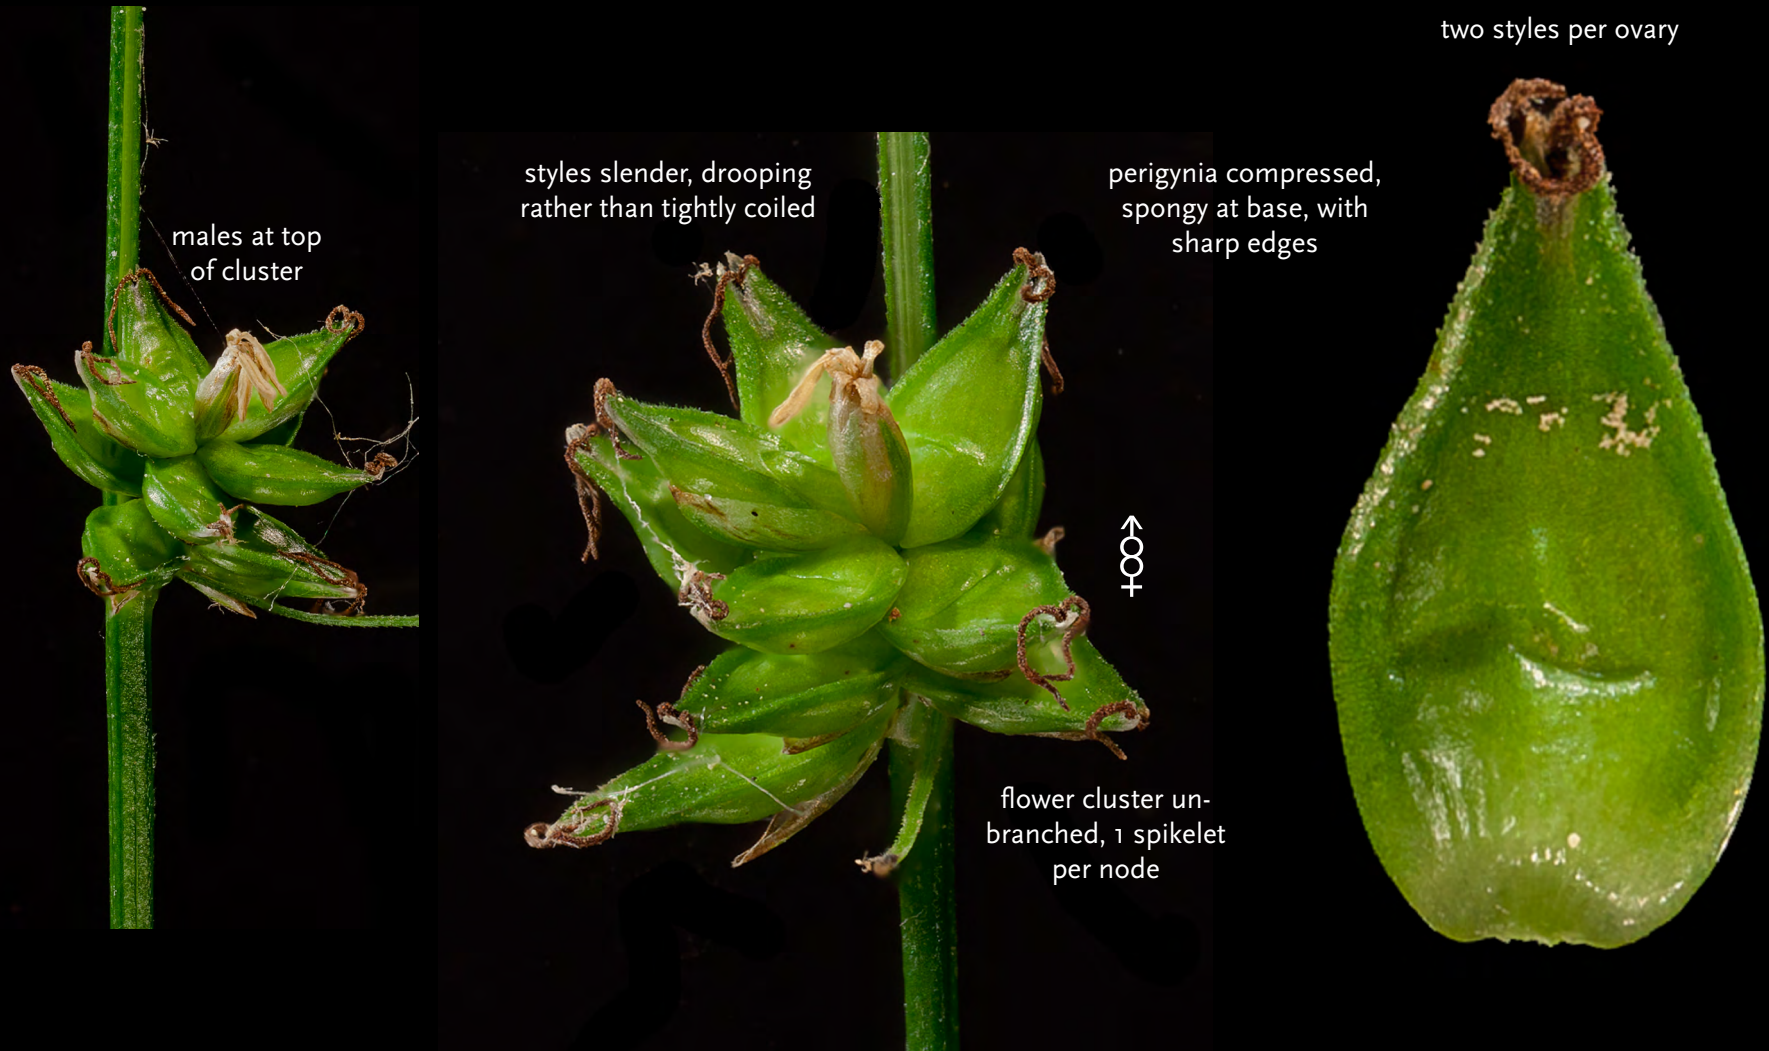 two styles per ovary
styles slender, drooping
rather than tightly coiled
perigynia compressed,
spongy at base, with
sharp edges
males at top
of cluster
flower cluster un-
branched, 1 spikelet
per node